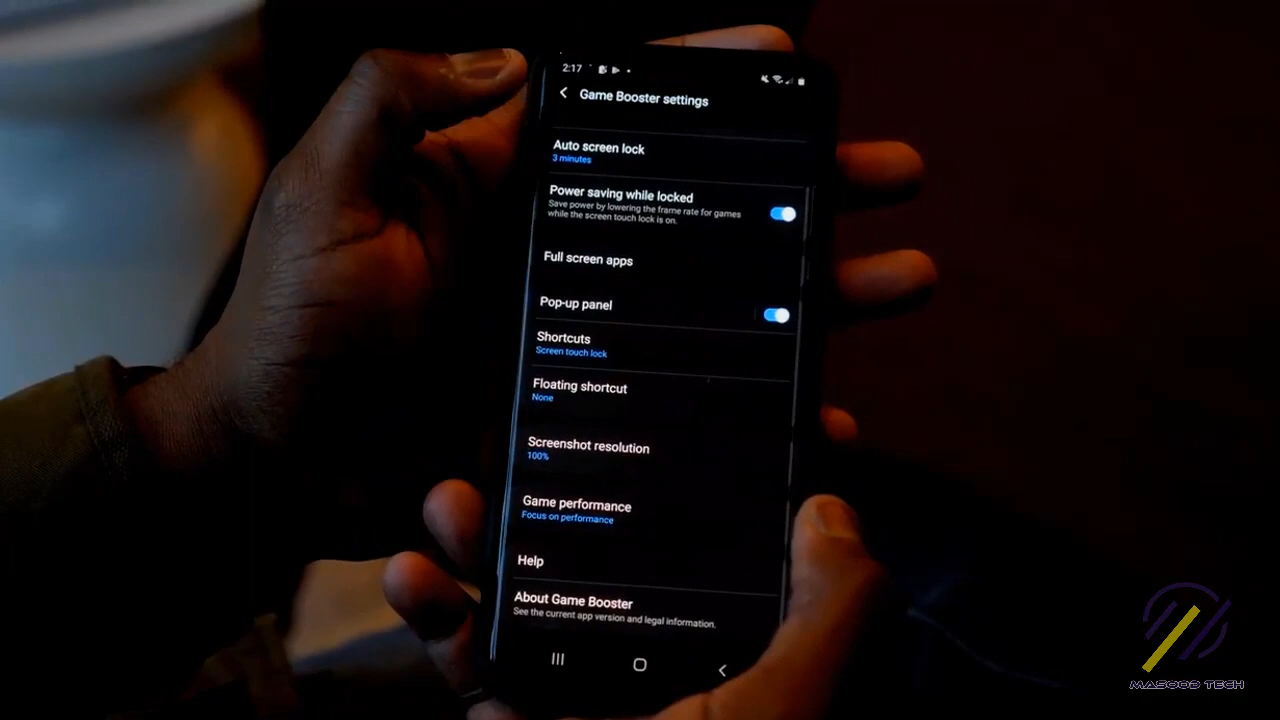 2:17
Game Booster settings
Auto screen lock
3 minutes
Power saving while locked
Save power by lowering the frame rate for games
while the screen touch lock is on.
Full screen apps
Pop-up panel
Shortcuts
Screen touch lock
Floating shortcut
None
Screenshot resolution
100%
Game performance
Focus on performance
Help
About Game Booster
See the current app version and legal information.
MASOOD TECH